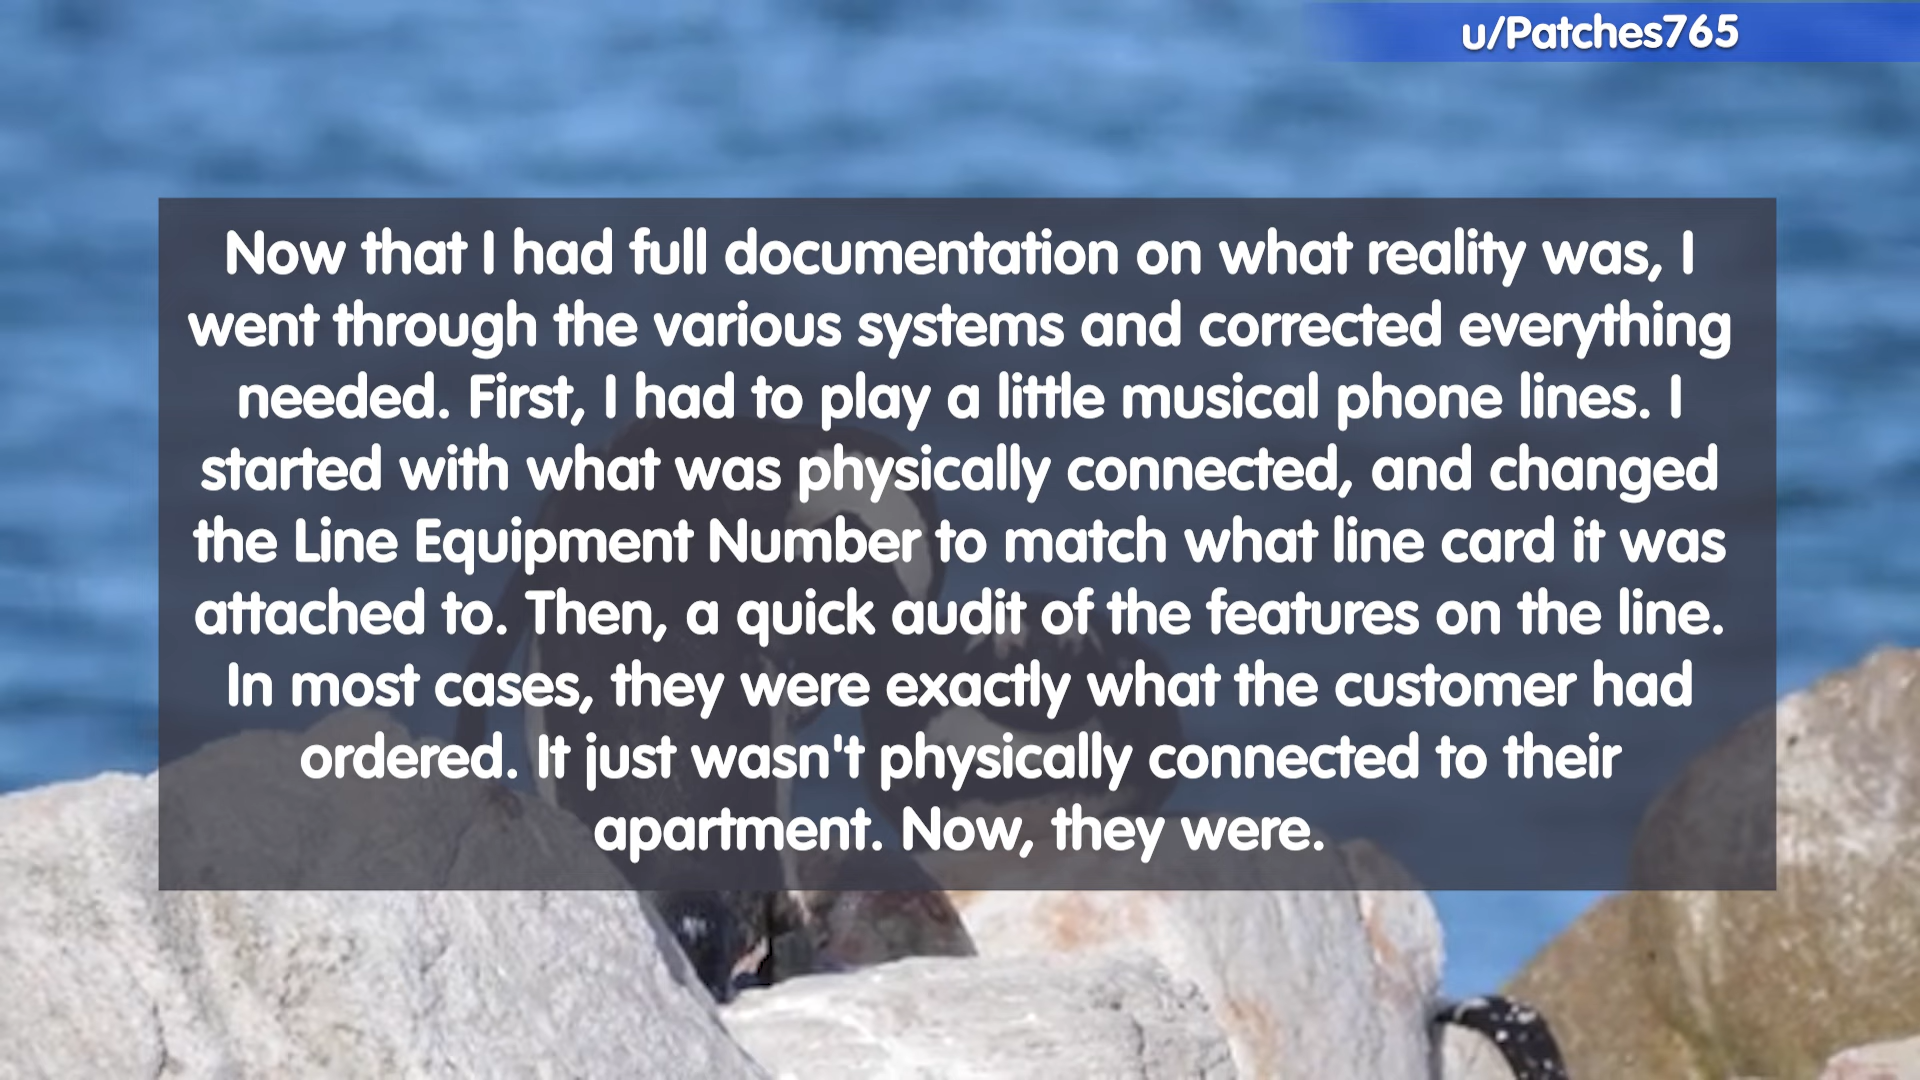 u/Patches765
Now that I had full documentation on what reality was, I
went through the various systems and corrected everything
needed. First, I had to play a little musical phone lines. I
started with what was physically connected, and changed
the Line Equipment Number to match what line card it was
attached to. Then, a quick audit of the features on the line.
In most cases, they were exactly what the customer had
ordered. It just wasn't physically connected to their
apartment. Now, they were.